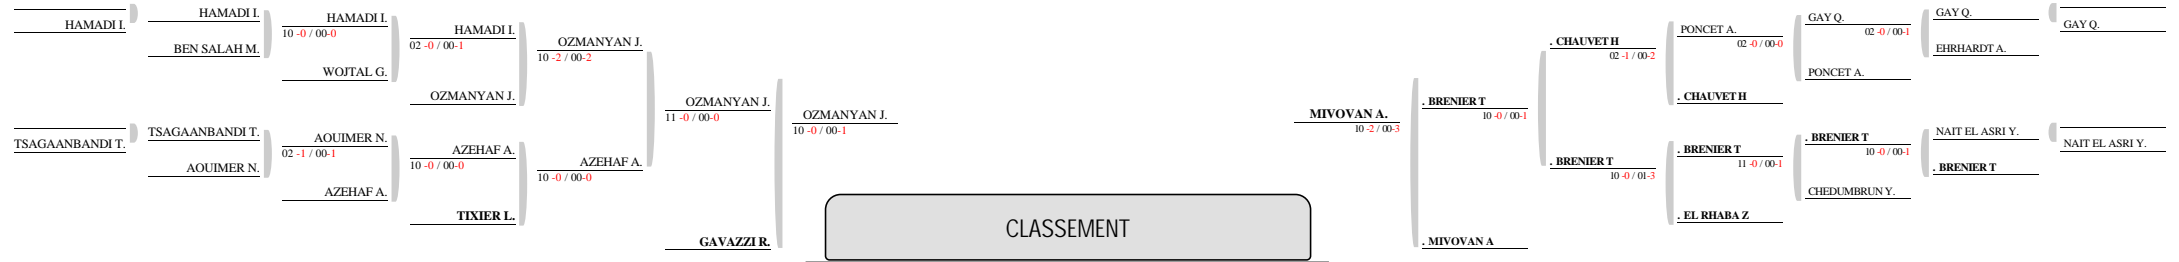 HAMADI I.
HAMADI I.
BEN SALAH M.
HAMADI I.
10 -0 / 00-0
WOJTAL G.
HAMADI I.
02 -0 / 00-1
OZMANYAN J.
OZMANYAN J.
10 -2 / 00-2
TSAGAANBANDI T.
TSAGAANBANDI T.
AOUIMER N.
AOUIMER N.
02 -1 / 00-1
AZEHAF A.
AZEHAF A.
10 -0 / 00-0
TIXIER L.
AZEHAF A.
10 -0 / 00-0
OZMANYAN J.
11 -0 / 00-0
GAVAZZI R.
OZMANYAN J.
10 -0 / 00-1
CLASSEMENT
MIVOVAN A.
10 -2 / 00-3
. BRENIER T
10 -0 / 00-1
. MIVOVAN A
. CHAUVET H
02 -1 / 00-2
. BRENIER T
10 -0 / 01-3
PONCET A.
02 -0 / 00-0
. CHAUVET H
. BRENIER T
11 -0 / 00-1
. EL RHABA Z
GAY Q.
02 -0 / 00-1
PONCET A.
. BRENIER T
10 -0 / 00-1
CHEDUMBRUN Y.
GAY Q.
EHRHARDT A.
NAIT EL ASRI Y.
. BRENIER T
GAY Q.
NAIT EL ASRI Y.